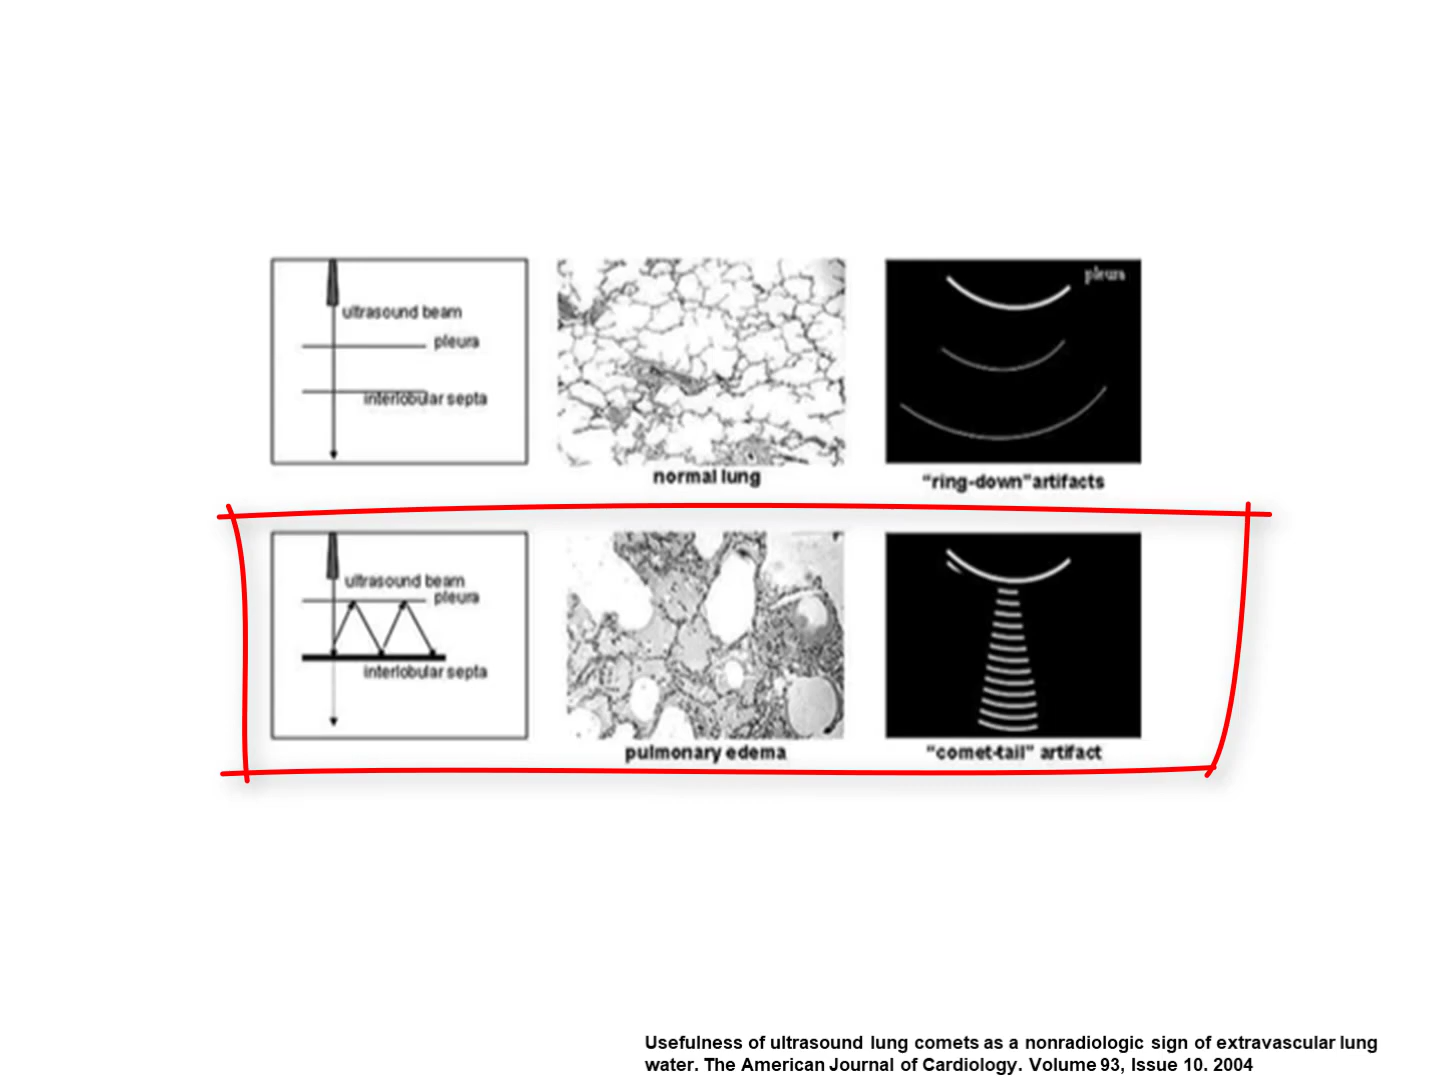 ultrasound beam
pleura
interlobular septa
normal lung
pleura
“ring-down”artifacts
ultrasound beam
pleura
interlobular septa
pulmonary edema
“comet-tail” artifact
Usefulness of ultrasound lung comets as a nonradiologic sign of extravascular lung
water. The American Journal of Cardiology. Volume 93, Issue 10. 2004